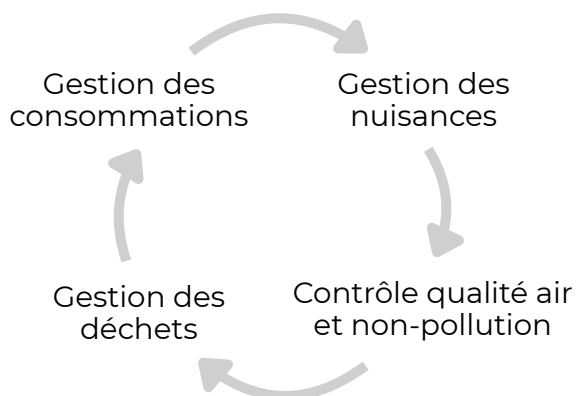 Gestion des
consommations
Gestion des
nuisances
Contrôle qualité air
et non-pollution
Gestion des
déchets